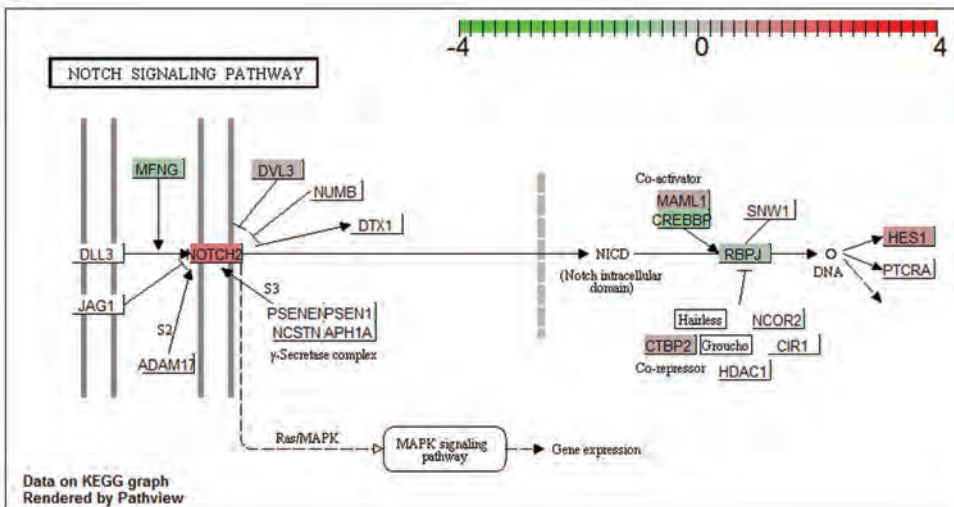 -4 0 4
NOTCH SIGNALING PATHWAY
MFNG
DVL3
NUMB
DTX1
DLL3
NOTCH2
JAG1
S2
ADAM17
S3
PSENEN PSEN1
NCSTN APH1A
γ-Secretase complex
NICD
(Notch intracellular
domain)
Co-activator
MAML1
CREBBP
SNW1
RBPJ
Hairless
NCOR2
CTBP2
Groucho
CIR1
Co-repressor
HDAC1
DNA
HES1
PTCRA
Ras/MAPK
MAPK signaling
pathway
Gene expression
Data on KEGG graph
Rendered by Pathview